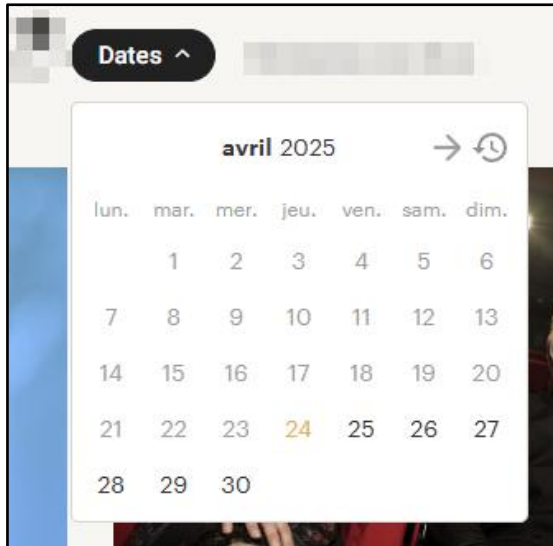 Dates
avril 2025
lun. mar. mer. jeu. ven. sam. dim.
1 2 3 4 5 6
7 8 9 10 11 12 13
14 15 16 17 18 19 20
21 22 23 24 25 26 27
28 29 30